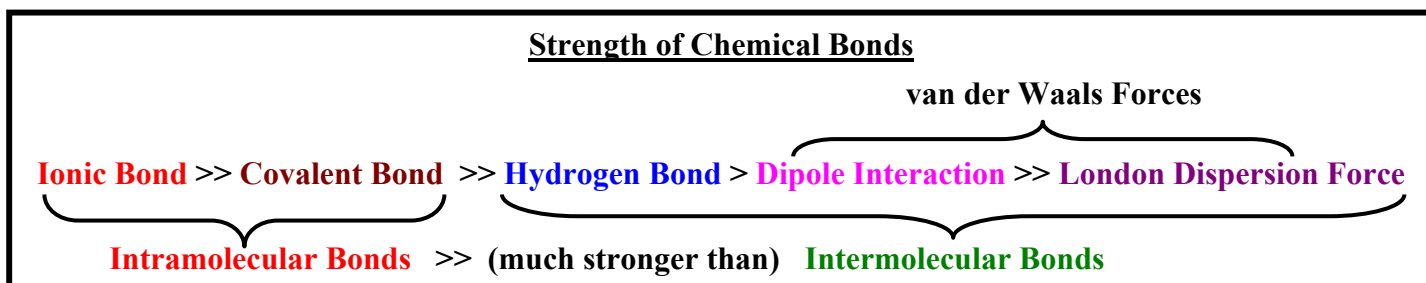 Strength of Chemical Bonds
van der Waals Forces
Ionic Bond >> Covalent Bond >> Hydrogen Bond > Dipole Interaction >> London Dispersion Force
Intramolecular Bonds >> (much stronger than) Intermolecular Bonds